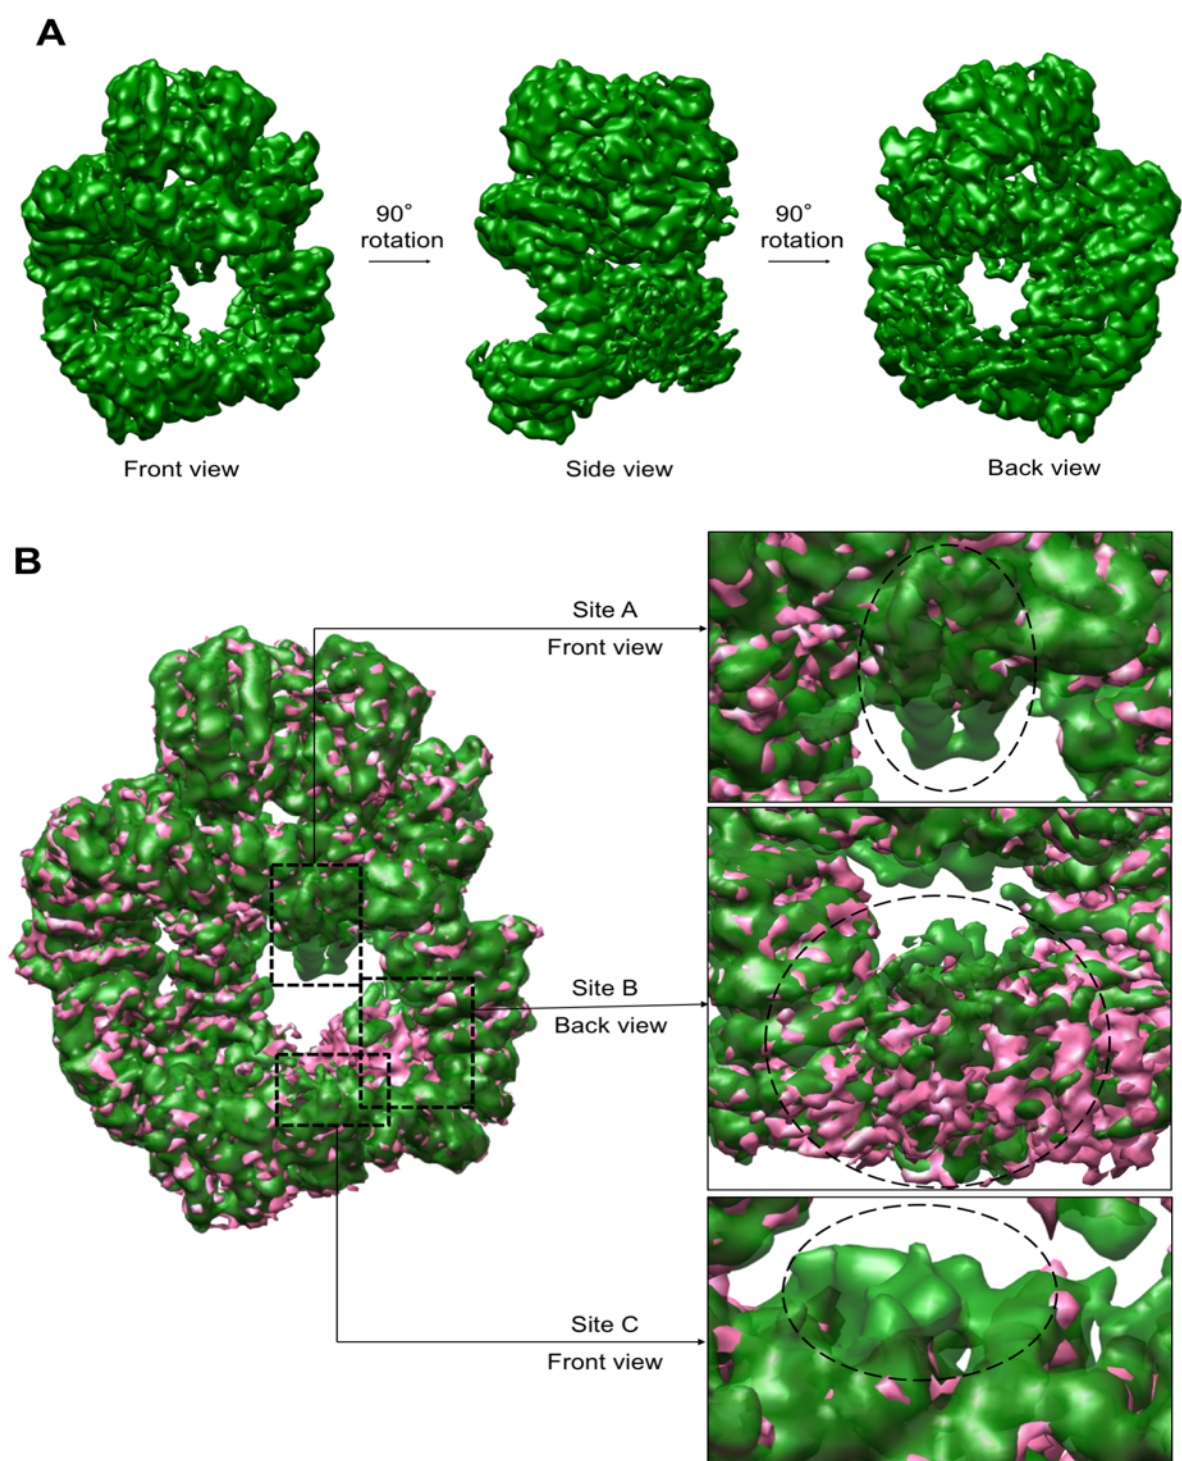 A
90°
rotation
90°
rotation
Front view
Side view
Back view
B
Site A
Front view
Site B
Back view
Site C
Front view